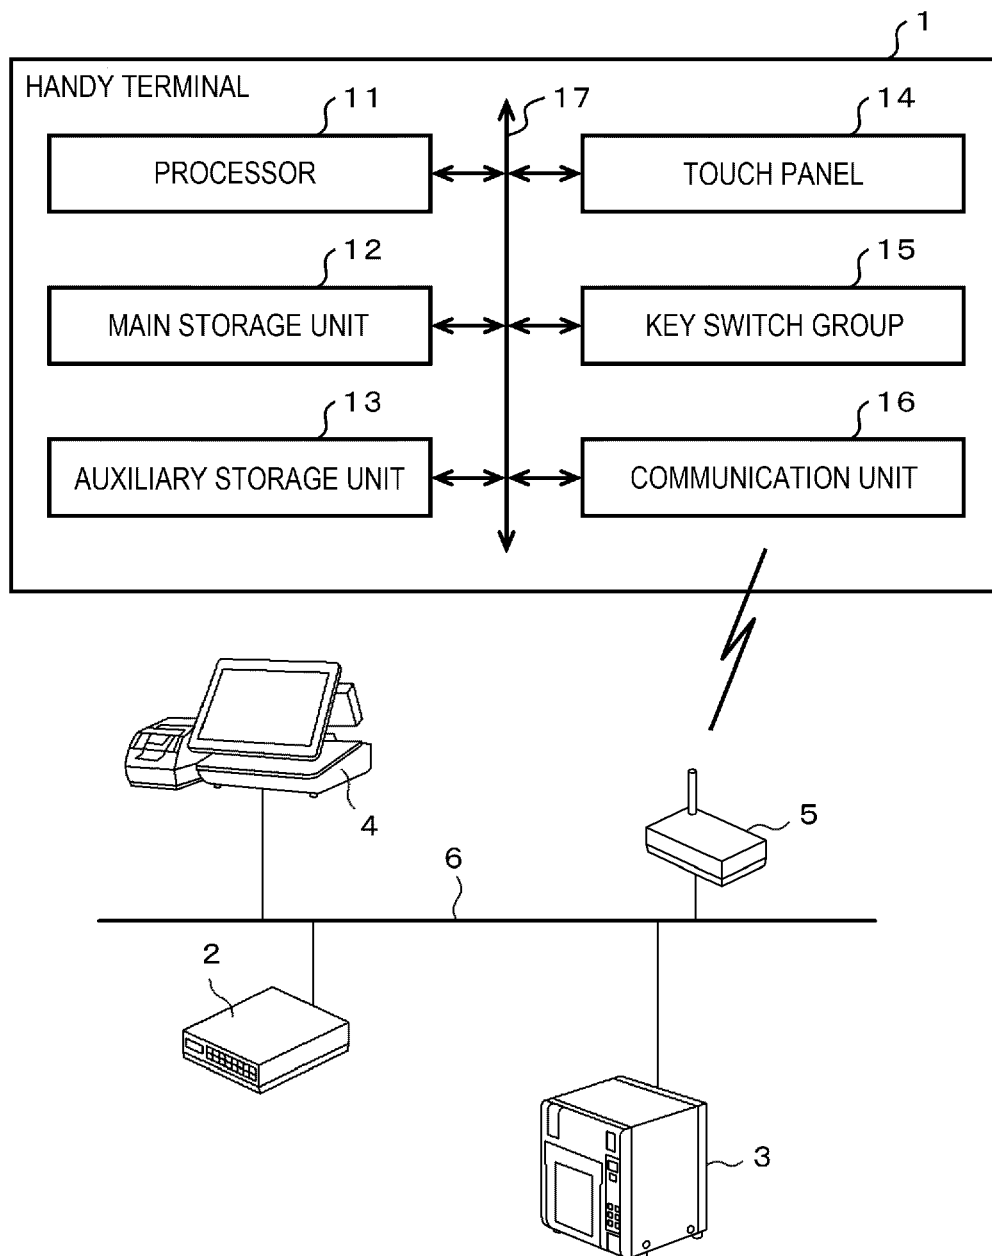 1
HANDY TERMINAL
11 17 14
PROCESSOR TOUCH PANEL
12 15
MAIN STORAGE UNIT KEY SWITCH GROUP
13 16
AUXILIARY STORAGE UNIT COMMUNICATION UNIT
4 5
6
2
3